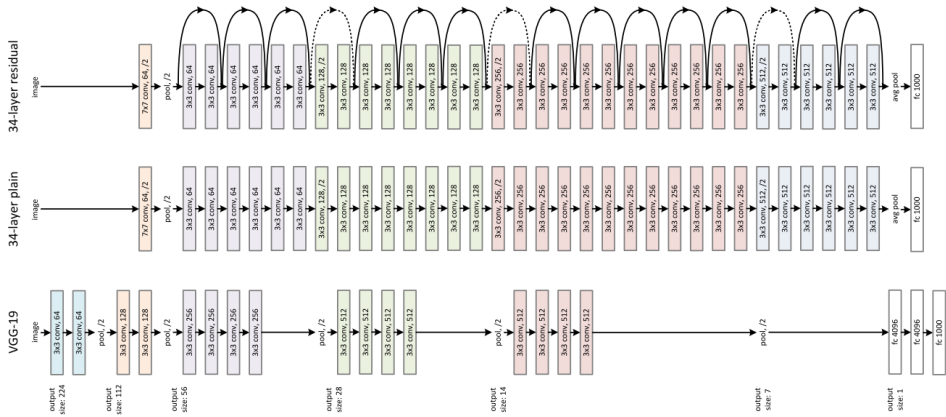 34-layer residual
image
7x7 conv, 64, /2
pool, /2
3x3 conv, 64
3x3 conv, 64
3x3 conv, 64
3x3 conv, 64
3x3 conv, 64
3x3 conv, 64
3x3 conv, 128, /2
3x3 conv, 128
3x3 conv, 128
3x3 conv, 128
3x3 conv, 128
3x3 conv, 128
3x3 conv, 128
3x3 conv, 128
3x3 conv, 256, /2
3x3 conv, 256
3x3 conv, 256
3x3 conv, 256
3x3 conv, 256
3x3 conv, 256
3x3 conv, 256
3x3 conv, 256
3x3 conv, 256
3x3 conv, 256
3x3 conv, 256
3x3 conv, 256
3x3 conv, 512, /2
3x3 conv, 512
3x3 conv, 512
3x3 conv, 512
3x3 conv, 512
3x3 conv, 512
avg pool
fc 1000
34-layer plain
image
7x7 conv, 64, /2
pool, /2
3x3 conv, 64
3x3 conv, 64
3x3 conv, 64
3x3 conv, 64
3x3 conv, 64
3x3 conv, 64
3x3 conv, 128, /2
3x3 conv, 128
3x3 conv, 128
3x3 conv, 128
3x3 conv, 128
3x3 conv, 128
3x3 conv, 128
3x3 conv, 128
3x3 conv, 256, /2
3x3 conv, 256
3x3 conv, 256
3x3 conv, 256
3x3 conv, 256
3x3 conv, 256
3x3 conv, 256
3x3 conv, 256
3x3 conv, 256
3x3 conv, 256
3x3 conv, 256
3x3 conv, 256
3x3 conv, 512, /2
3x3 conv, 512
3x3 conv, 512
3x3 conv, 512
3x3 conv, 512
3x3 conv, 512
avg pool
fc 1000
VGG-19
image
3x3 conv, 64
3x3 conv, 64
pool, /2
3x3 conv, 128
3x3 conv, 128
pool, /2
3x3 conv, 256
3x3 conv, 256
3x3 conv, 256
3x3 conv, 256
pool, /2
3x3 conv, 512
3x3 conv, 512
3x3 conv, 512
3x3 conv, 512
pool, /2
3x3 conv, 512
3x3 conv, 512
3x3 conv, 512
3x3 conv, 512
pool, /2
fc 4096
fc 4096
fc 1000
output
size: 224
output
size: 112
output
size: 56
output
size: 28
output
size: 14
output
size: 7
output
size: 1